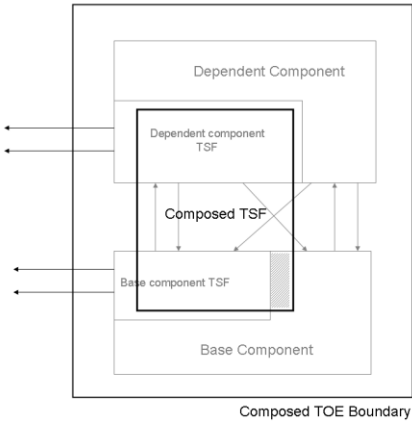 Dependent Component
Dependent component
TSF
Composed TSF
Base component TSF
Base Component
Composed TOE Boundary